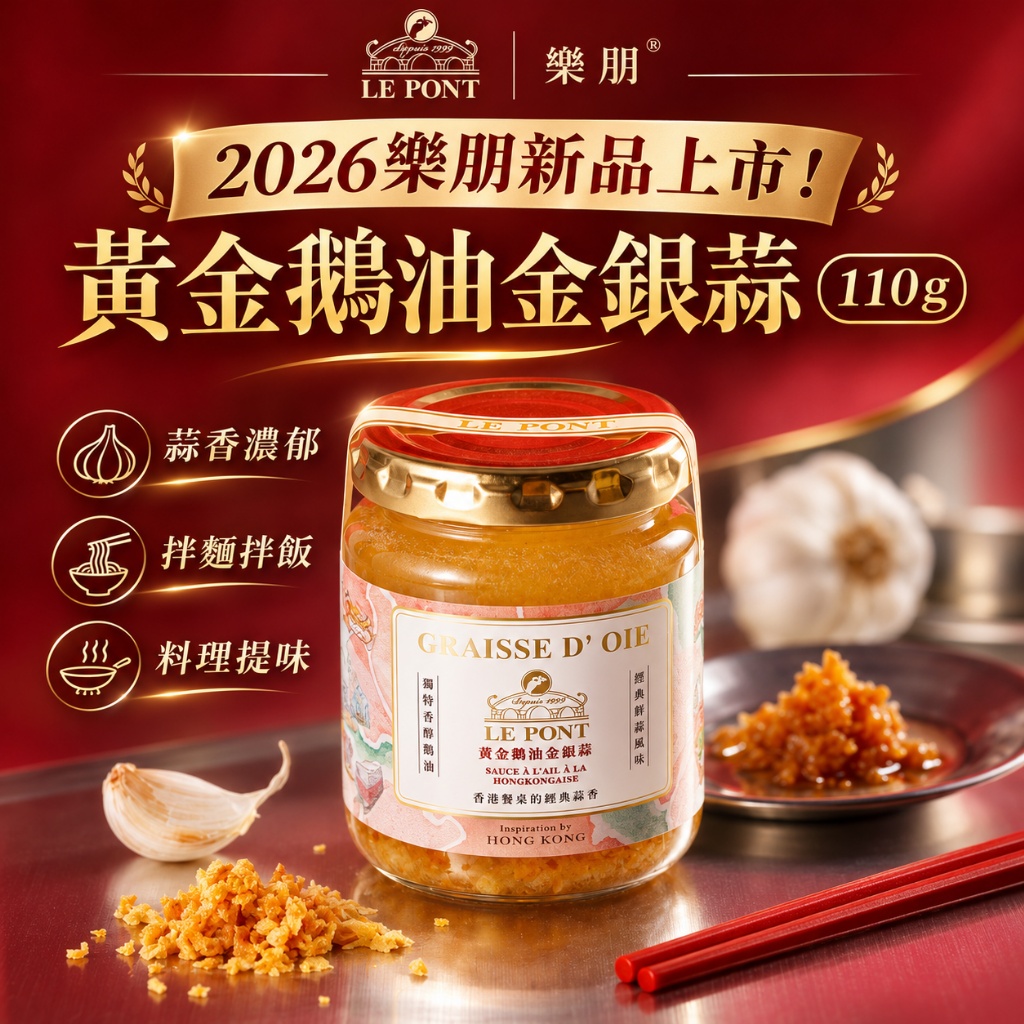 depuis 1999
LE PONT
樂朋®
2026樂朋新品上市!
黃金鵝油金銀蒜
110g
蒜香濃郁
拌麵拌飯
料理提味
LE PONT
GRAISSE D' OIE
獨特香醇鵝油
經典鮮蒜風味
depuis 1999
LE PONT
黃金鵝油金銀蒜
SAUCE À L'AIL À LA
HONGKONGAISE
香港餐桌的經典蒜香
Inspiration by
HONG KONG